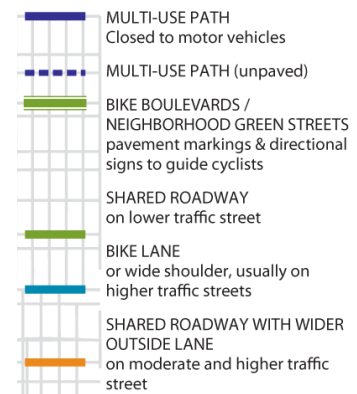 MULTI-USE PATH
Closed to motor vehicles
MULTI-USE PATH (unpaved)
BIKE BOULEVARDS /
NEIGHBORHOOD GREEN STREETS
pavement markings & directional
signs to guide cyclists
SHARED ROADWAY
on lower traffic street
BIKE LANE
or wide shoulder, usually on
higher traffic streets
SHARED ROADWAY WITH WIDER
OUTSIDE LANE
on moderate and higher traffic
street